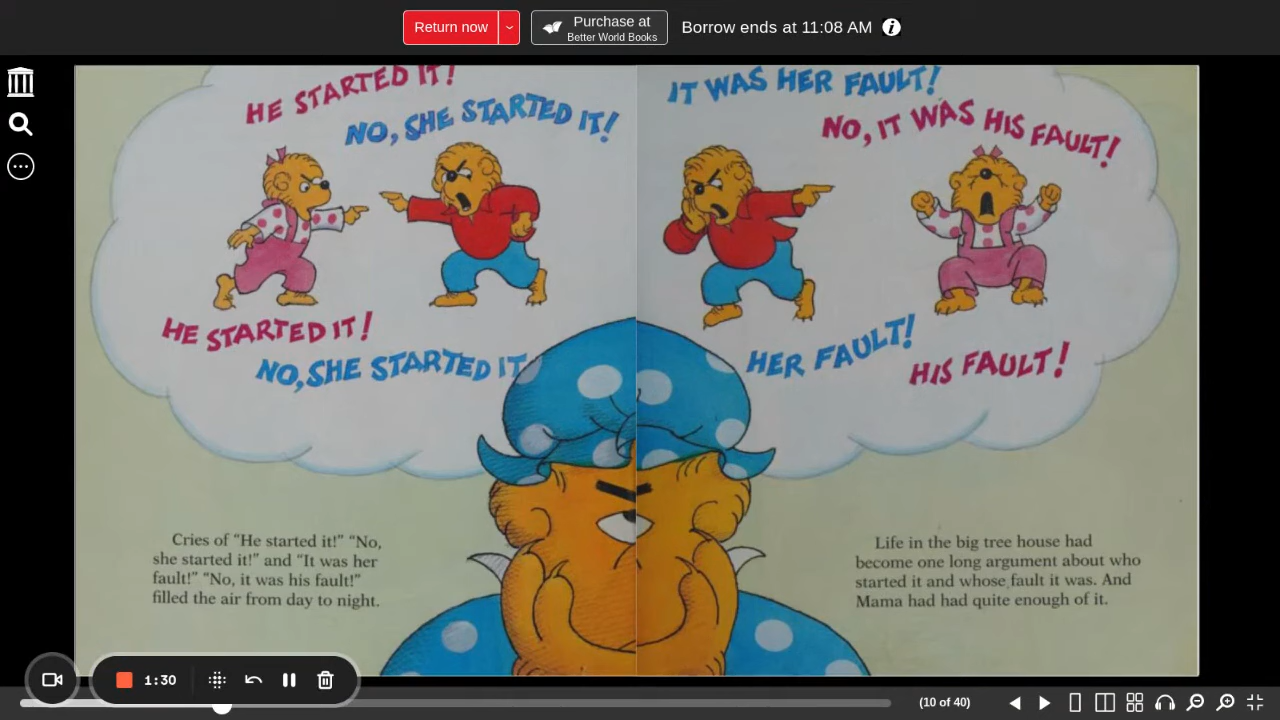 Return now
Purchase at
Better World Books
Borrow ends at 11:08 AM
HE STARTED IT!
NO, SHE STARTED IT!
HE STARTED IT!
NO, SHE STARTED IT
Cries of “He started it!” “No,
she started it!” and “It was her
fault!” “No, it was his fault!”
filled the air from day to night.
IT WAS HER FAULT!
NO, IT WAS HIS FAULT!
HER FAULT!
HIS FAULT!
Life in the big tree house had
become one long argument about who
started it and whose fault it was. And
Mama had had quite enough of it.
1:30
(10 of 40)